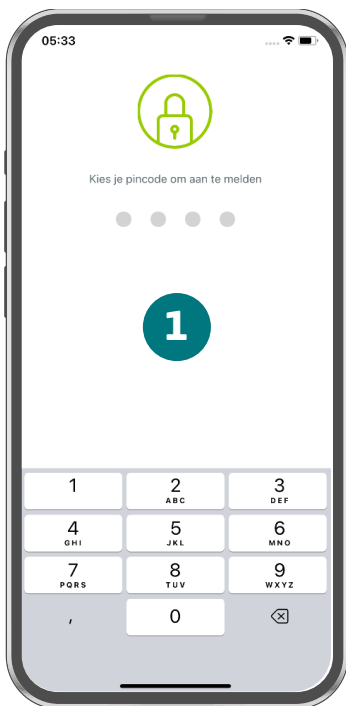 05:33
Kies je pincode om aan te melden
1
1 2 3
ABC DEF
4 5 6
GHI JKL MNO
7 8 9
PQRS TUV WXYZ
, 0